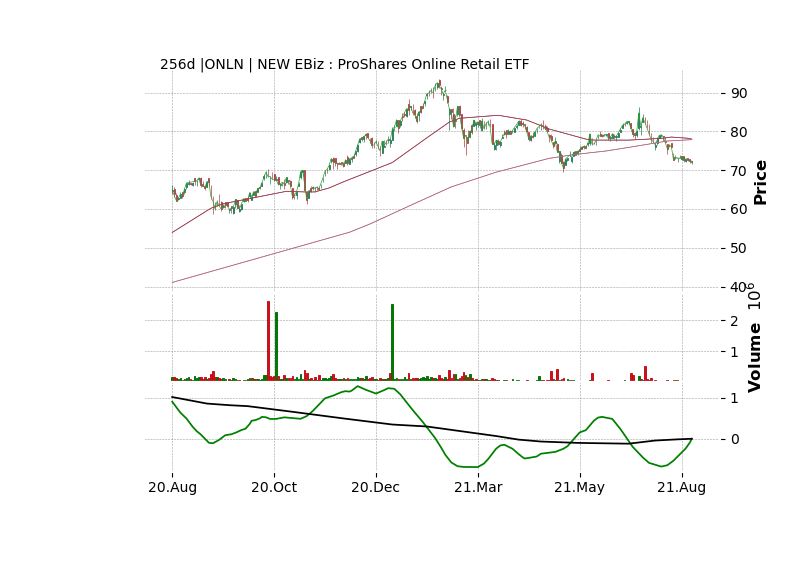 256d |ONLN | NEW EBiz : ProShares Online Retail ETF
90
80
70
60
50
40
Price
10^6
2
1
Volume
1
0
20.Aug 20.Oct 20.Dec 21.Mar 21.May 21.Aug